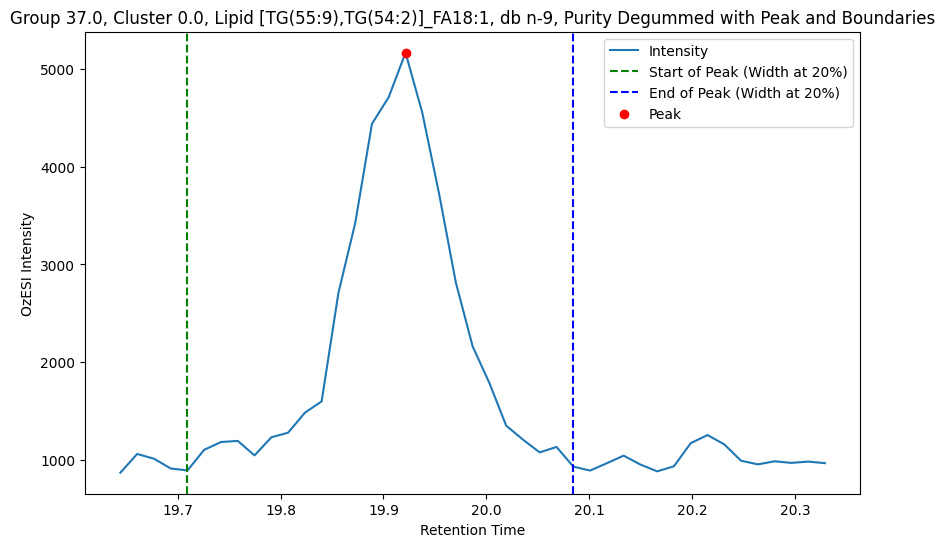 Group 37.0, Cluster 0.0, Lipid [TG(55:9),TG(54:2)]_FA18:1, db n-9, Purity Degummed with Peak and Boundaries
Intensity
Start of Peak (Width at 20%)
End of Peak (Width at 20%)
Peak
5000
4000
3000
2000
1000
OzESI Intensity
19.7 19.8 19.9 20.0 20.1 20.2 20.3
Retention Time